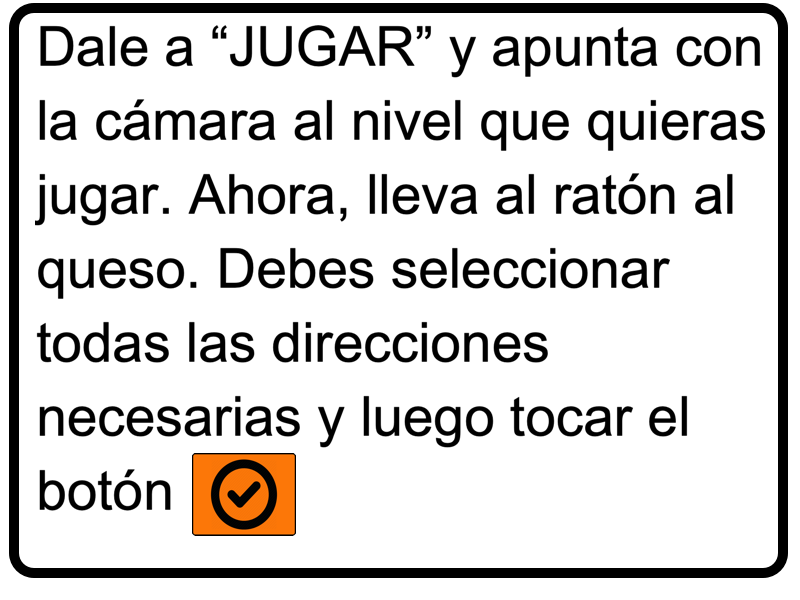 Dale a “JUGAR” y apunta con
la cámara al nivel que quieras
jugar. Ahora, lleva al ratón al
queso. Debes seleccionar
todas las direcciones
necesarias y luego tocar el
botón